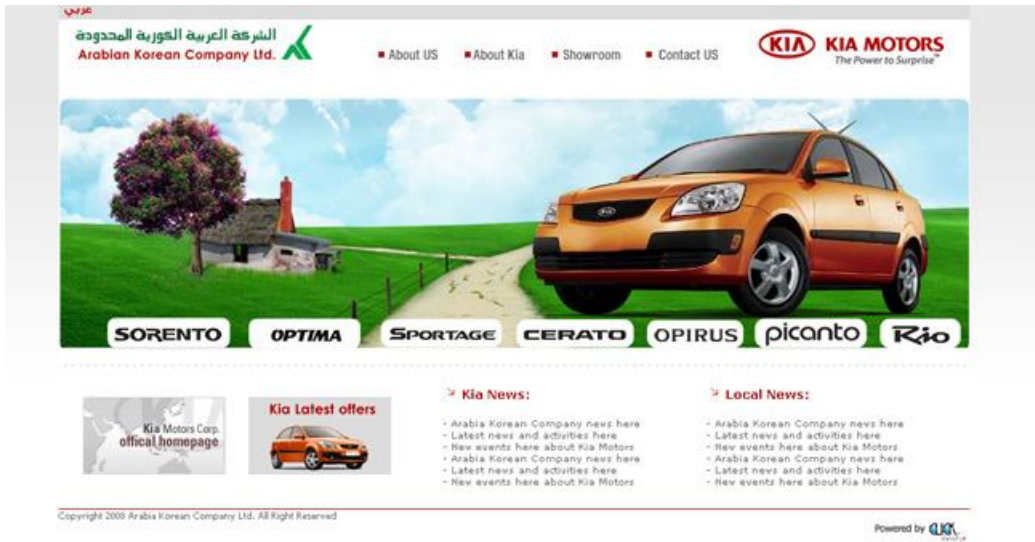 عربي
الشركة العربية الكورية المحدودة
Arabian Korean Company Ltd.
About US
About Kia
Showroom
Contact US
KIA
KIA MOTORS
The Power to Surprise™
KIA
SORENTO
OPTIMA
SPORTAGE
CERATO
OPIRUS
picanto
Rio
Kia Motors Corp.
offical homepage
Kia Latest offers
Kia News:
- Arabia Korean Company news here
- Latest news and activities here
- New events here about Kia Motors
- Arabia Korean Company news here
- Latest news and activities here
- New events here about Kia Motors
Local News:
- Arabia Korean Company news here
- Latest news and activities here
- New events here about Kia Motors
- Arabia Korean Company news here
- Latest news and activities here
- New events here about Kia Motors
Copyright 2008 Arabia Korean Company Ltd. All Right Reserved
Powered by CLICK